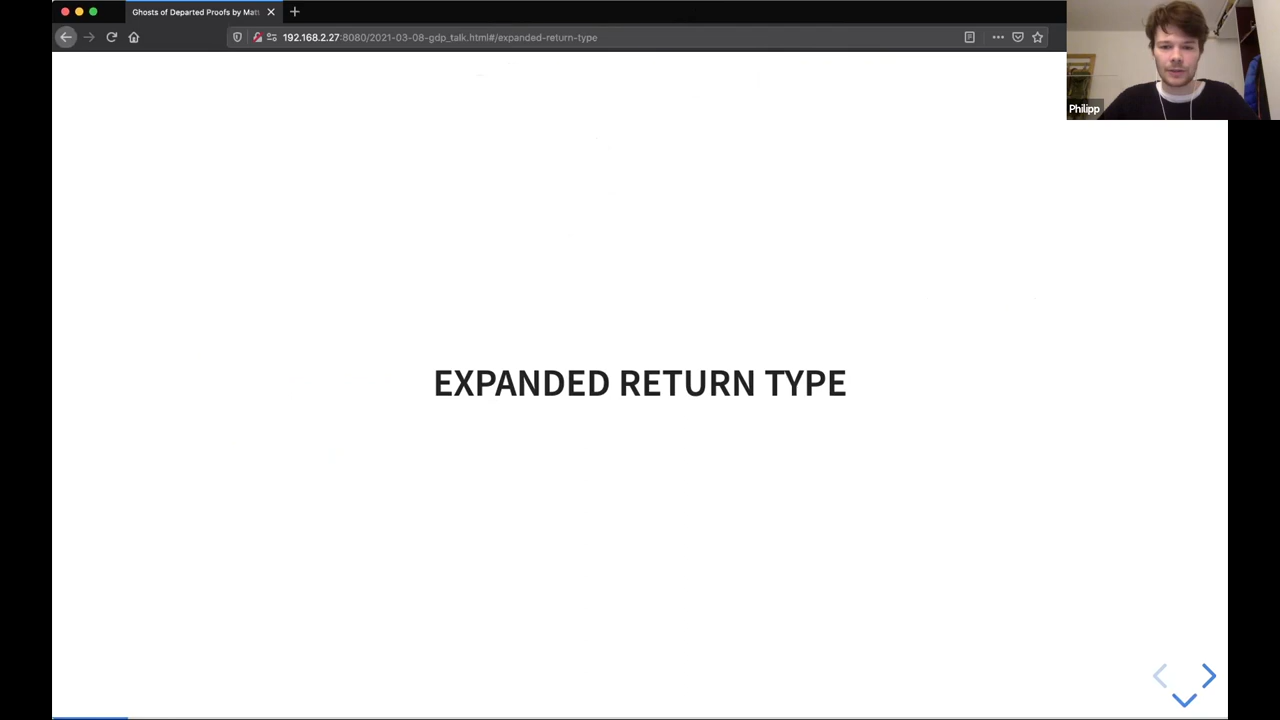 Ghosts of Departed Proofs by Mat
192.168.2.27:8080/2021-03-08-gdp_talk.html#/expanded-return-type
Philipp
EXPANDED RETURN TYPE